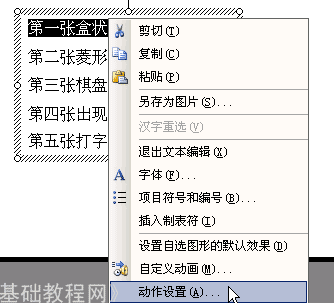 第一张盒状
第二张菱形
第三张棋盘
第四张出现
第五张打字
剪切(T)
复制(C)
粘贴(P)
另存为图片(S)...
汉字重选(V)
退出文本编辑(X)
字体(F)...
项目符号和编号(B)...
插入制表符(I)
设置自选图形的默认效果(D)
自定义动画(M)...
动作设置(A)...
基础教程网